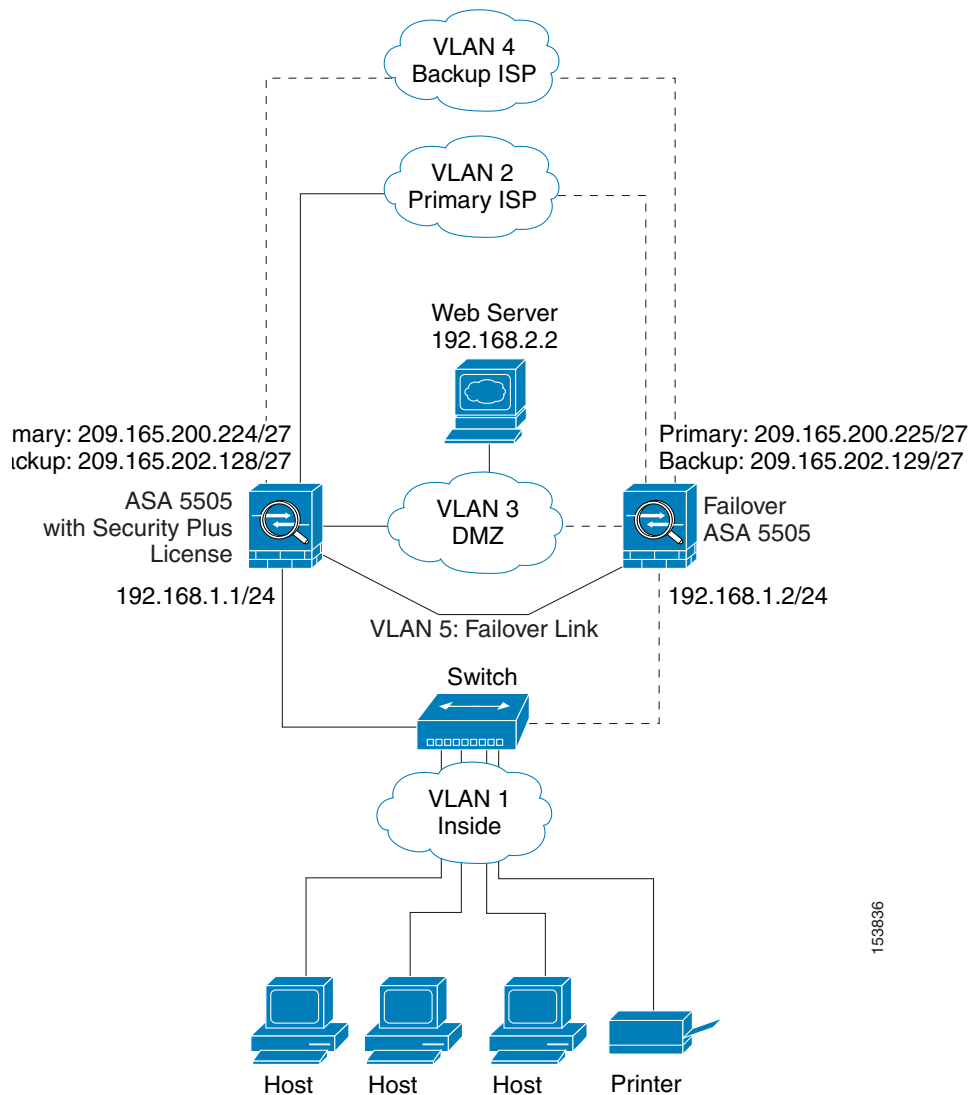 VLAN 4
Backup ISP
VLAN 2
Primary ISP
Web Server
192.168.2.2
mary: 209.165.200.224/27
ckup: 209.165.202.128/27
Primary: 209.165.200.225/27
Backup: 209.165.202.129/27
ASA 5505
with Security Plus
License
VLAN 3
DMZ
Failover
ASA 5505
192.168.1.1/24
192.168.1.2/24
VLAN 5: Failover Link
Switch
VLAN 1
Inside
Host
Host
Host
Printer
153836